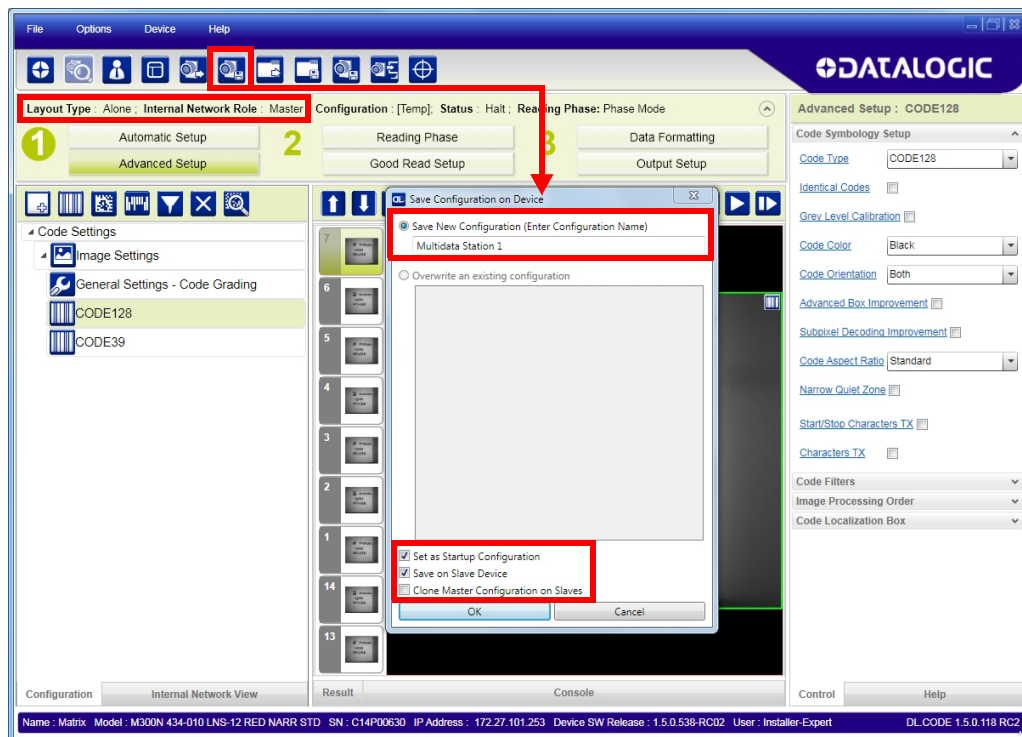 File Options Device Help
DATALOGIC
Layout Type : Alone ; Internal Network Role : Master Configuration : [Temp]; Status : Halt ; Reading Phase: Phase Mode
1 Automatic Setup 2 Reading Phase 3 Data Formatting
Advanced Setup Good Read Setup Output Setup
Code Settings
Image Settings
General Settings - Code Grading
CODE128
CODE39
7
6
5
4
3
2
1
14
13
Save Configuration on Device
Save New Configuration (Enter Configuration Name)
Multidata Station 1
Overwrite an existing configuration
Set as Startup Configuration
Save on Slave Device
Clone Master Configuration on Slaves
OK Cancel
Advanced Setup : CODE128
Code Symbology Setup
Code Type CODE128
Identical Codes
Grey Level Calibration
Code Color Black
Code Orientation Both
Advanced Box Improvement
Subpixel Decoding Improvement
Code Aspect Ratio Standard
Narrow Quiet Zone
Start/Stop Characters TX
Characters TX
Code Filters
Image Processing Order
Code Localization Box
Configuration Internal Network View Result Console Control Help
Name : Matrix Model : M300N 434-010 LNS-12 RED NARR STD SN : C14P00630 IP Address : 172.27.101.253 Device SW Release : 1.5.0.538-RC02 User : Installer-Expert DL.CODE 1.5.0.118 RC2